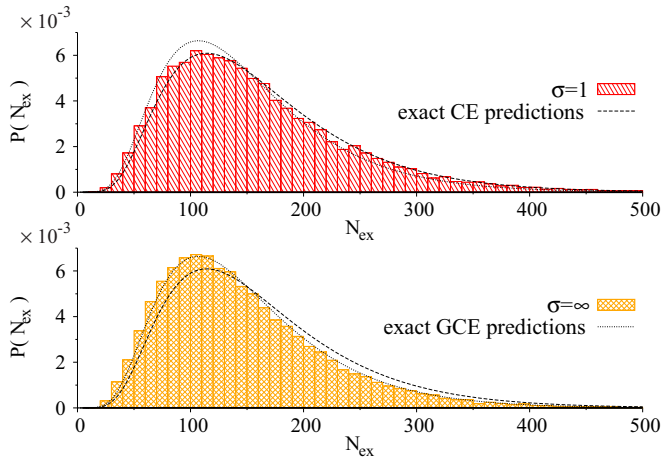 × 10⁻³
6
4
2
0
P( N_ex )
σ=1
exact CE predictions
0 100 200 300 400 500
N_ex
× 10⁻³
6
4
2
0
P( N_ex )
σ=∞
exact GCE predictions
0 100 200 300 400 500
N_ex